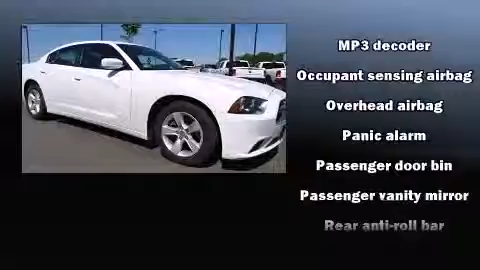 MP3 decoder
Occupant sensing airbag
Overhead airbag
Panic alarm
Passenger door bin
Passenger vanity mirror
Rear anti-roll bar